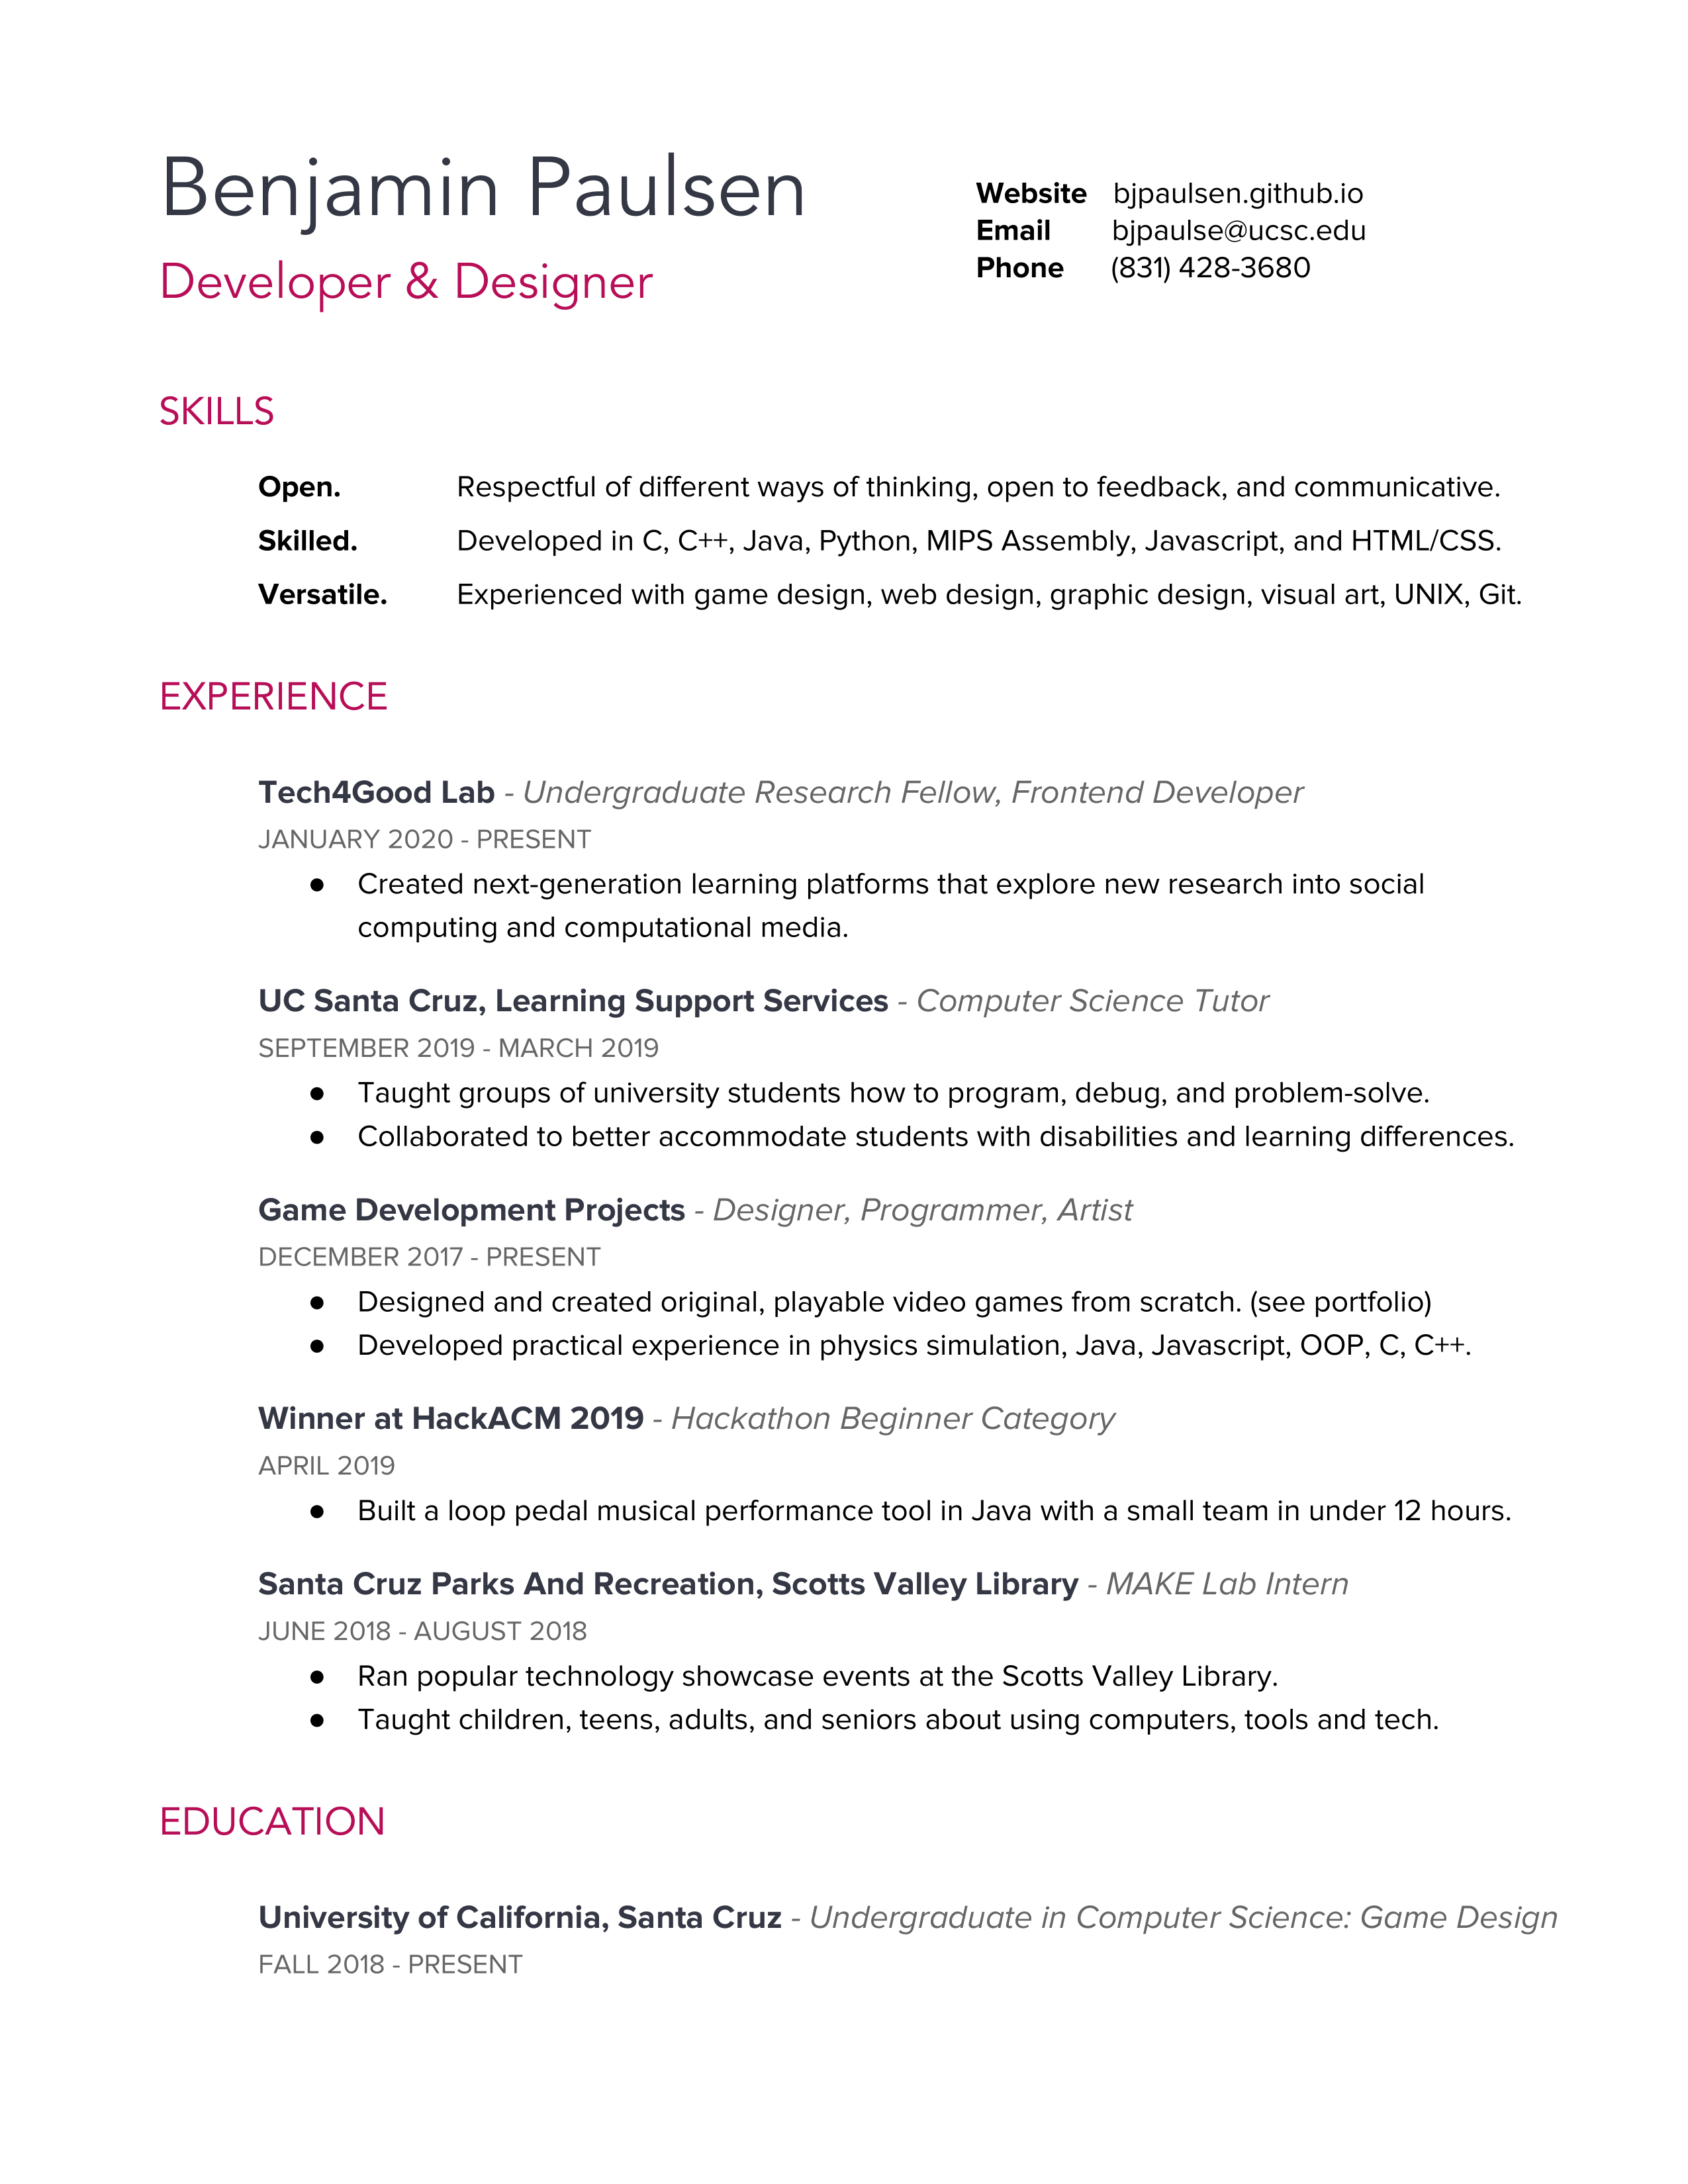 Benjamin Paulsen
Developer & Designer
Website bjpaulsen.github.io
Email bjpaulse@ucsc.edu
Phone (831) 428-3680
SKILLS
Open. Respectful of different ways of thinking, open to feedback, and communicative.
Skilled. Developed in C, C++, Java, Python, MIPS Assembly, Javascript, and HTML/CSS.
Versatile. Experienced with game design, web design, graphic design, visual art, UNIX, Git.
EXPERIENCE
Tech4Good Lab - Undergraduate Research Fellow, Frontend Developer
JANUARY 2020 - PRESENT
● Created next-generation learning platforms that explore new research into social
computing and computational media.
UC Santa Cruz, Learning Support Services - Computer Science Tutor
SEPTEMBER 2019 - MARCH 2019
● Taught groups of university students how to program, debug, and problem-solve.
● Collaborated to better accommodate students with disabilities and learning differences.
Game Development Projects - Designer, Programmer, Artist
DECEMBER 2017 - PRESENT
● Designed and created original, playable video games from scratch. (see portfolio)
● Developed practical experience in physics simulation, Java, Javascript, OOP, C, C++.
Winner at HackACM 2019 - Hackathon Beginner Category
APRIL 2019
● Built a loop pedal musical performance tool in Java with a small team in under 12 hours.
Santa Cruz Parks And Recreation, Scotts Valley Library - MAKE Lab Intern
JUNE 2018 - AUGUST 2018
● Ran popular technology showcase events at the Scotts Valley Library.
● Taught children, teens, adults, and seniors about using computers, tools and tech.
EDUCATION
University of California, Santa Cruz - Undergraduate in Computer Science: Game Design
FALL 2018 - PRESENT